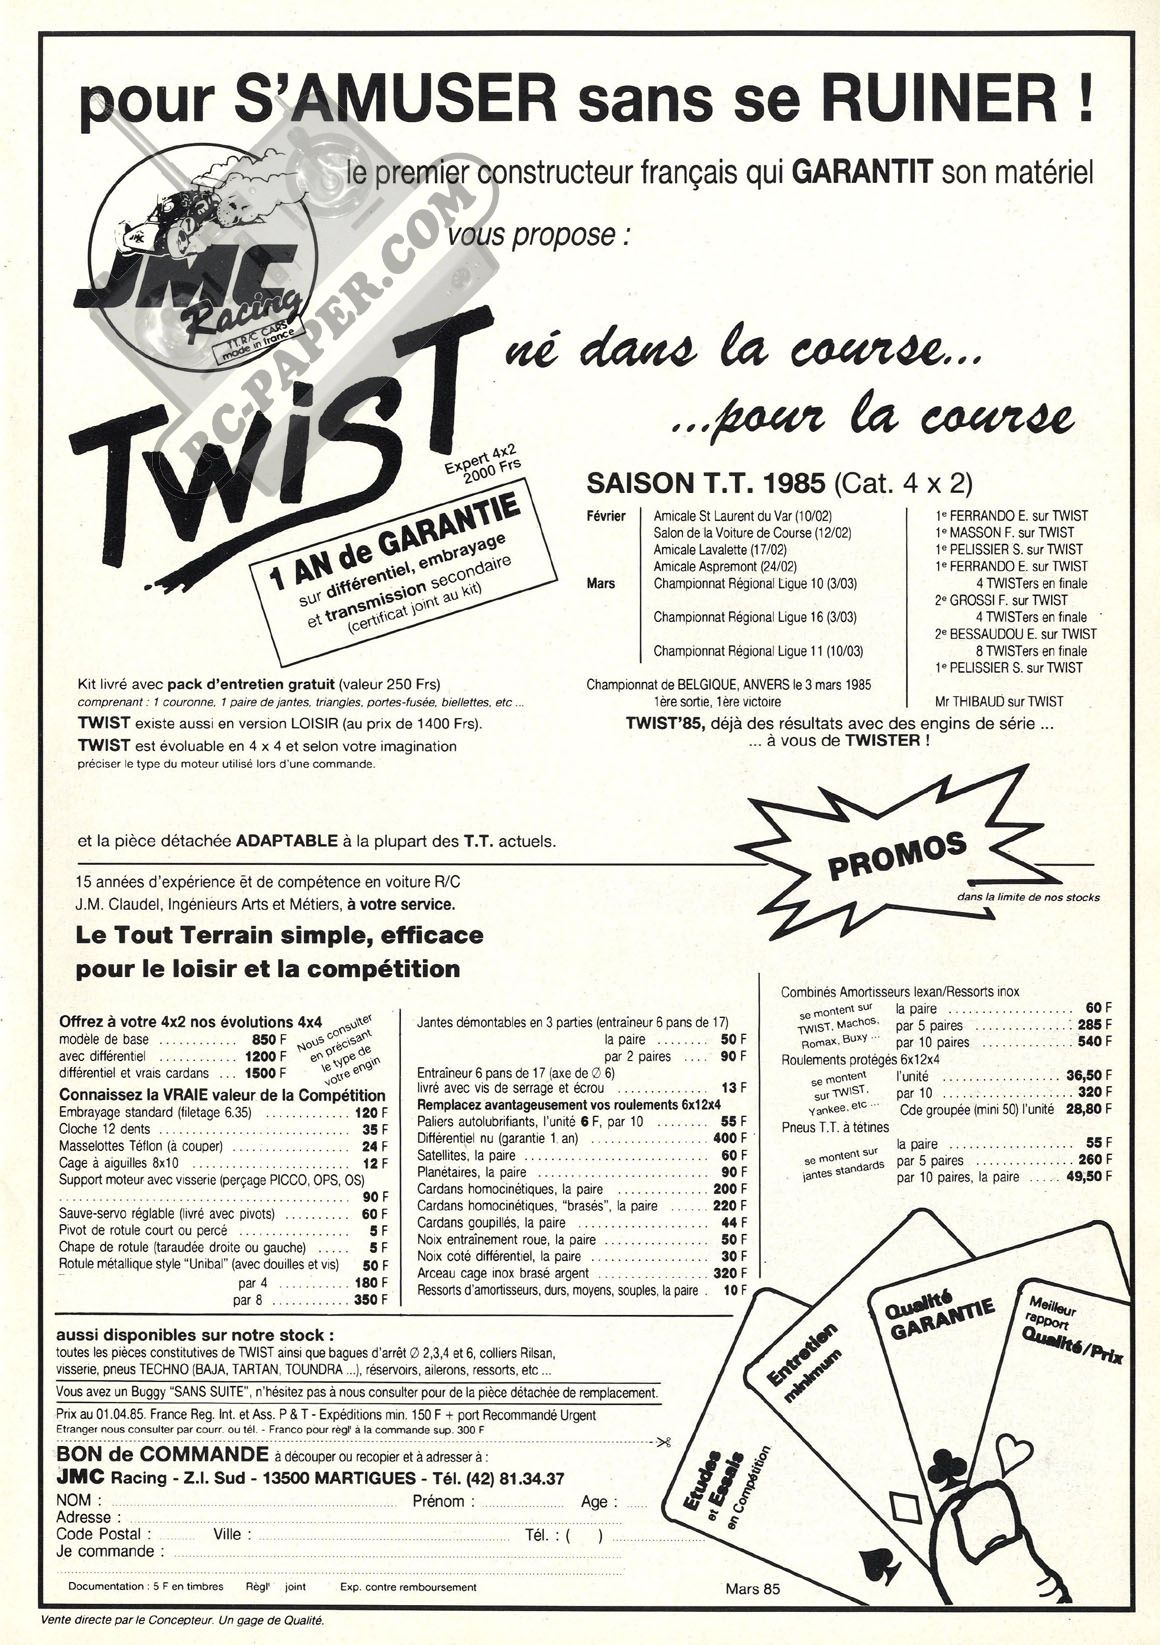 pour S'AMUSER sans se RUINER !
le premier constructeur français qui GARANTIT son matériel
vous propose :
JMC
Racing
TT.R/C CARS
made in france
RC-PAPER.COM
TWiST
né dans la course...
...pour la course
Expert 4x2
2000 Frs
1 AN de GARANTIE
sur différentiel, embrayage
et transmission secondaire
(certificat joint au kit)
SAISON T.T. 1985 (Cat. 4 x 2)
Février Amicale St Laurent du Var (10/02) 1e FERRANDO E. sur TWIST
Salon de la Voiture de Course (12/02) 1e MASSON F. sur TWIST
Amicale Lavalette (17/02) 1e PELISSIER S. sur TWIST
Amicale Aspremont (24/02) 1e FERRANDO E. sur TWIST
Mars Championnat Régional Ligue 10 (3/03) 4 TWISTers en finale
2e GROSSI F. sur TWIST
Championnat Régional Ligue 16 (3/03) 4 TWISTers en finale
2e BESSAUDOU E. sur TWIST
Championnat Régional Ligue 11 (10/03) 8 TWISTers en finale
1e PELISSIER S. sur TWIST
Championnat de BELGIQUE, ANVERS le 3 mars 1985
1ère sortie, 1ère victoire Mr THIBAUD sur TWIST
TWIST'85, déjà des résultats avec des engins de série ...
... à vous de TWISTER !
Kit livré avec pack d'entretien gratuit (valeur 250 Frs)
comprenant : 1 couronne, 1 paire de jantes, triangles, portes-fusée, biellettes, etc ...
TWIST existe aussi en version LOISIR (au prix de 1400 Frs).
TWIST est évoluable en 4 x 4 et selon votre imagination
préciser le type du moteur utilisé lors d'une commande.
et la pièce détachée ADAPTABLE à la plupart des T.T. actuels.
PROMOS
dans la limite de nos stocks
15 années d'expérience et de compétence en voiture R/C
J.M. Claudel, Ingénieurs Arts et Métiers, à votre service.
Le Tout Terrain simple, efficace
pour le loisir et la compétition
Offrez à votre 4x2 nos évolutions 4x4
modèle de base ........... 850 F
avec différentiel ........... 1200 F
différentiel et vrais cardans ... 1500 F
Nous consulter
en précisant
le type de
votre engin
Connaissez la VRAIE valeur de la Compétition
Embrayage standard (filetage 6.35) ............ 120 F
Cloche 12 dents ............ 35 F
Masselottes Téflon (à couper) ............ 24 F
Cage à aiguilles 8x10 ............ 12 F
Support moteur avec visserie (perçage PICCO, OPS, OS)
............ 90 F
Sauve-servo réglable (livré avec pivots) .......... 60 F
Pivot de rotule court ou percé ............ 5 F
Chape de rotule (taraudée droite ou gauche) ..... 5 F
Rotule métallique style "Unibal" (avec douilles et vis) 50 F
par 4 ........... 180 F
par 8 ............ 350 F
Jantes démontables en 3 parties (entraîneur 6 pans de 17)
la paire ...... 50 F
par 2 paires .... 90 F
Entraîneur 6 pans de 17 (axe de ∅ 6)
livré avec vis de serrage et écrou ............ 13 F
Remplacez avantageusement vos roulements 6x12x4
Paliers autolubrifiants, l'unité 6 F, par 10 ........ 55 F
Différentiel nu (garantie 1 an) ............ 400 F
Satellites, la paire ............ 60 F
Planétaires, la paire ............ 90 F
Cardans homocinétiques, la paire ............ 200 F
Cardans homocinétiques, "brasés", la paire ...... 220 F
Cardans goupillés, la paire ............ 44 F
Noix entraînement roue, la paire ............ 50 F
Noix coté différentiel, la paire ............ 30 F
Arceau cage inox brasé argent ............ 320 F
Ressorts d'amortisseurs, durs, moyens, souples, la paire . 10 F
Combinés Amortisseurs lexan/Ressorts inox
se montent sur
TWIST, Machos,
Romax, Buxy ...
la paire ............ 60 F
par 5 paires ............ 285 F
par 10 paires ............ 540 F
Roulements protégés 6x12x4
se montent
sur TWIST,
Yankee, etc ...
l'unité ............ 36,50 F
par 10 ............ 320 F
Cde groupée (mini 50) l'unité 28,80 F
Pneus T.T. à tétines
se montent sur
jantes standards
la paire ............ 55 F
par 5 paires ............ 260 F
par 10 paires, la paire ..... 49,50 F
aussi disponibles sur notre stock :
toutes les pièces constitutives de TWIST ainsi que bagues d'arrêt ∅ 2,3,4 et 6, colliers Rilsan,
visserie, pneus TECHNO (BAJA, TARTAN, TOUNDRA ...), réservoirs, ailerons, ressorts, etc ...
Vous avez un Buggy "SANS SUITE", n'hésitez pas à nous consulter pour de la pièce détachée de remplacement.
Prix au 01.04.85. France Reg. Int. et Ass. P & T - Expéditions min. 150 F + port Recommandé Urgent
Etranger nous consulter par courr. ou tél. - Franco pour règlt à la commande sup. 300 F
BON de COMMANDE à découper ou recopier et à adresser à :
JMC Racing - Z.I. Sud - 13500 MARTIGUES - Tél. (42) 81.34.37
NOM : Prénom : Age :
Adresse :
Code Postal : Ville : Tél. : ( )
Je commande :
Documentation : 5 F en timbres Règlt joint Exp. contre remboursement
Etudes
et Essais
en Compétition
Entretien
minimum
Qualité
GARANTIE
Meilleur
rapport
Qualité/Prix
Mars 85
Vente directe par le Concepteur. Un gage de Qualité.